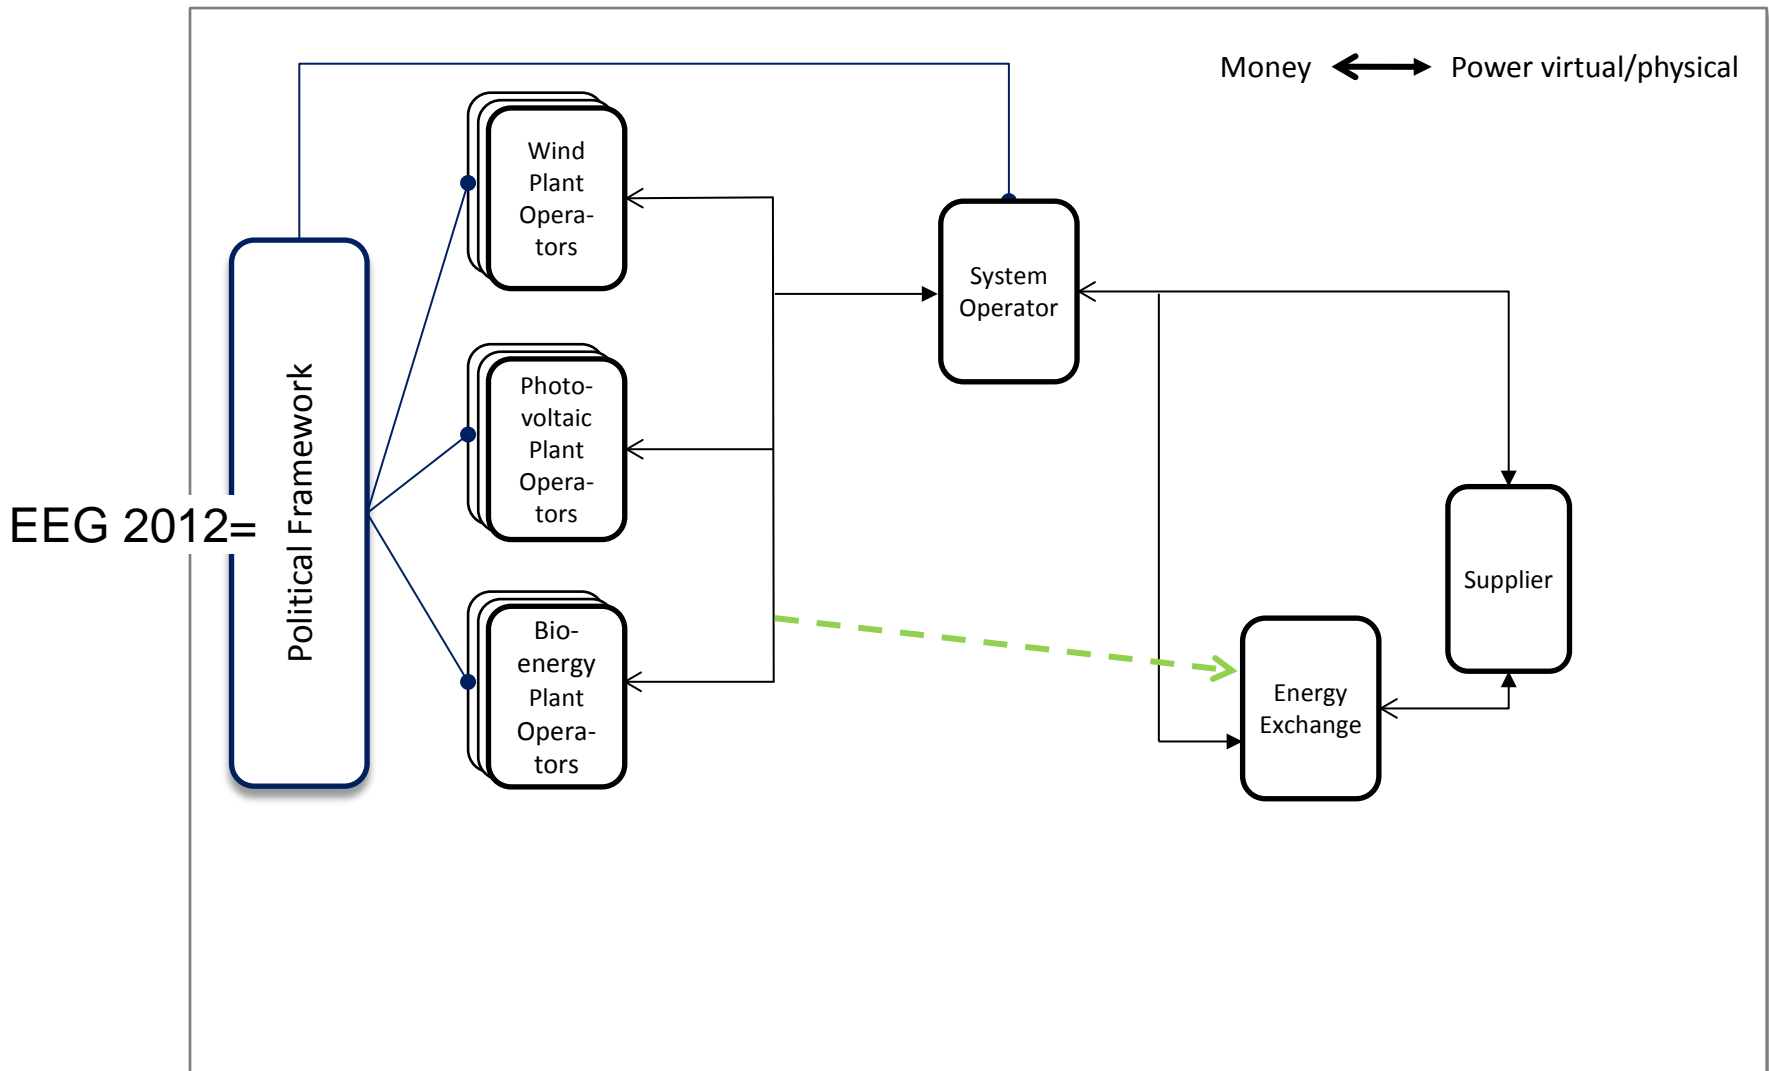 Money
Power virtual/physical
Wind
Plant
Opera-
tors
System
Operator
Photo-
voltaic
Plant
Opera-
tors
EEG 2012=
Political Framework
Bio-
energy
Plant
Opera-
tors
Supplier
Energy
Exchange